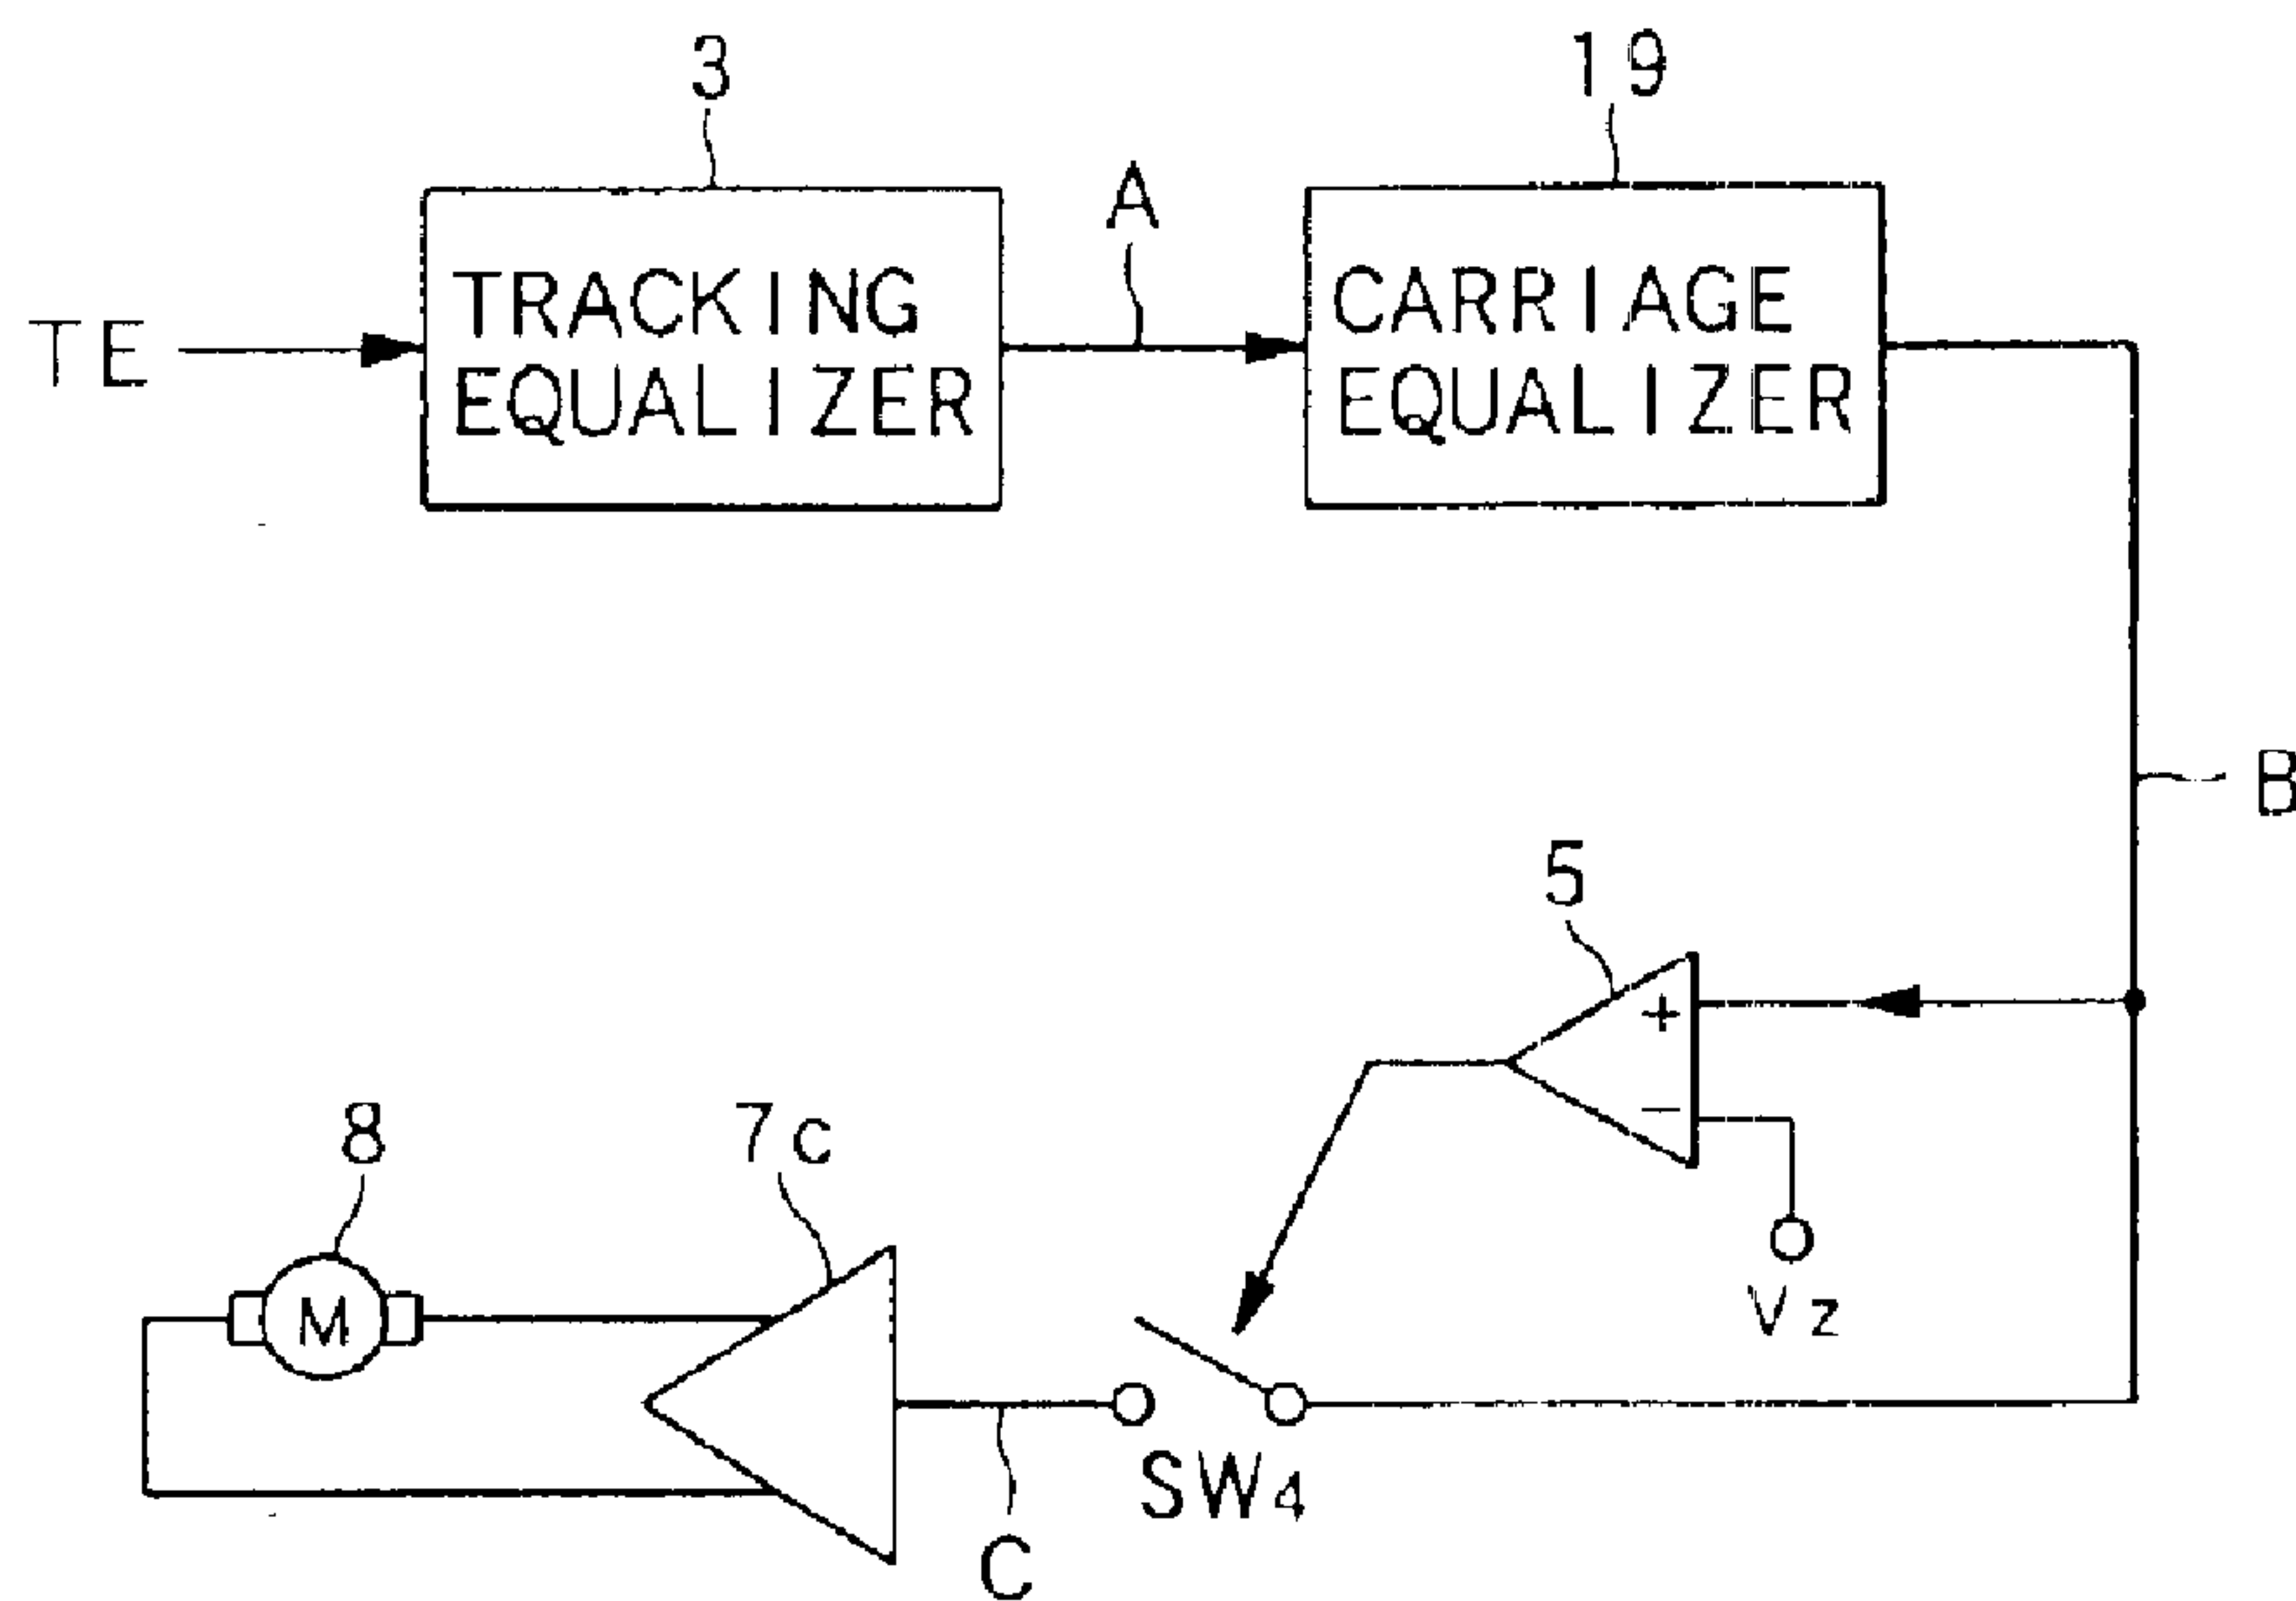 3
19
A
TE
TRACKING
EQUALIZER
CARRIAGE
EQUALIZER
B
5
+
−
Vz
8
7c
M
SW4
C